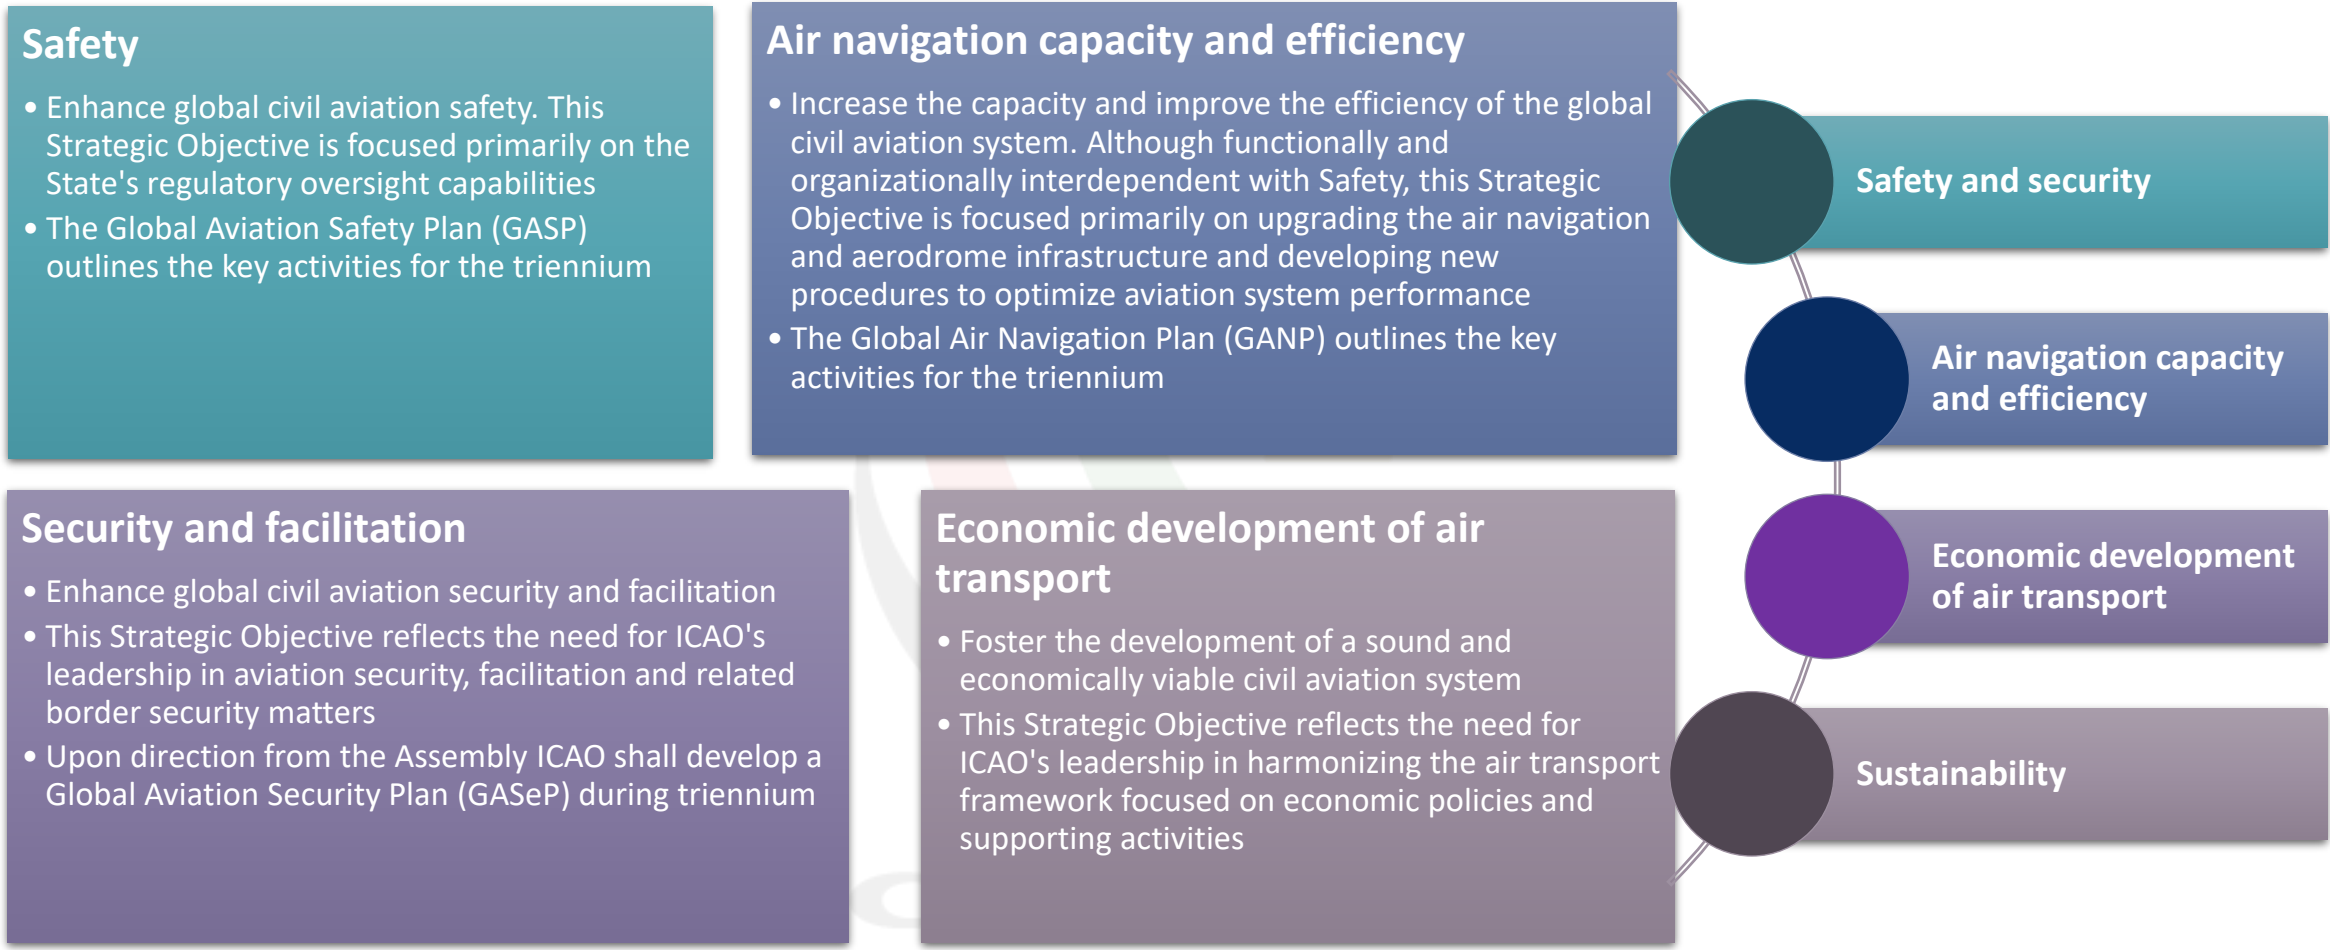 Safety
• Enhance global civil aviation safety. This
Strategic Objective is focused primarily on the
State's regulatory oversight capabilities
• The Global Aviation Safety Plan (GASP)
outlines the key activities for the triennium
Air navigation capacity and efficiency
• Increase the capacity and improve the efficiency of the global
civil aviation system. Although functionally and
organizationally interdependent with Safety, this Strategic
Objective is focused primarily on upgrading the air navigation
and aerodrome infrastructure and developing new
procedures to optimize aviation system performance
• The Global Air Navigation Plan (GANP) outlines the key
activities for the triennium
Security and facilitation
• Enhance global civil aviation security and facilitation
• This Strategic Objective reflects the need for ICAO's
leadership in aviation security, facilitation and related
border security matters
• Upon direction from the Assembly ICAO shall develop a
Global Aviation Security Plan (GASeP) during triennium
Economic development of air
transport
• Foster the development of a sound and
economically viable civil aviation system
• This Strategic Objective reflects the need for
ICAO's leadership in harmonizing the air transport
framework focused on economic policies and
supporting activities
Safety and security
Air navigation capacity
and efficiency
Economic development
of air transport
Sustainability